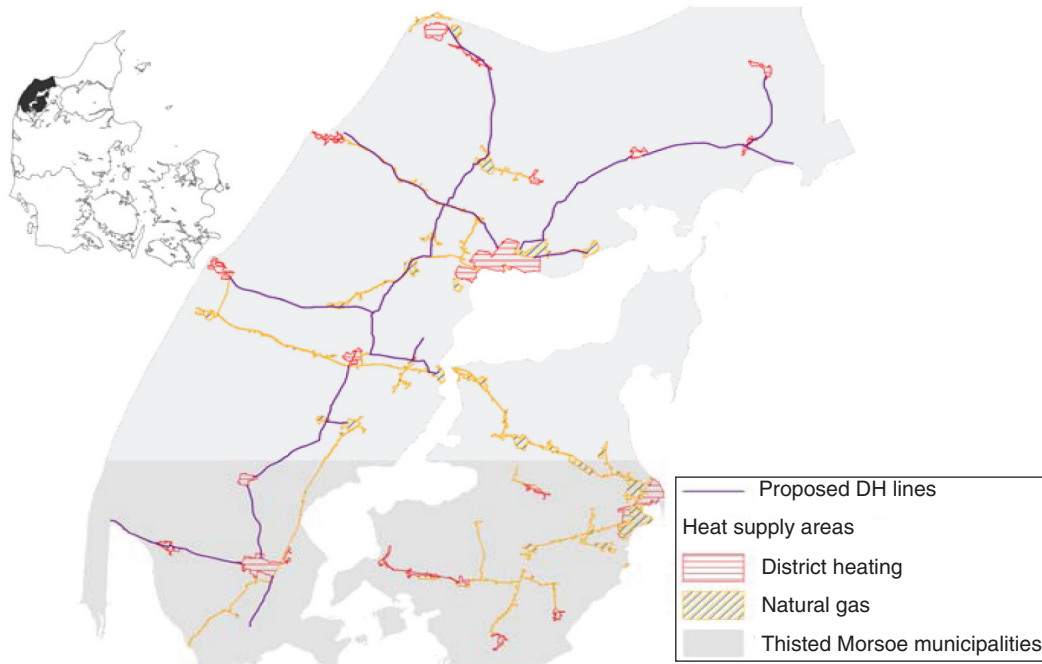 Proposed DH lines
Heat supply areas
District heating
Natural gas
Thisted Morsoe municipalities